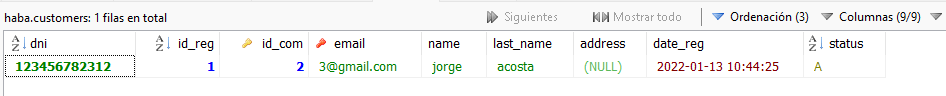 haba.customers: 1 filas en total
Siguientes Mostrar todo Ordenación (3) Columnas (9/9)
dni id_reg id_com email name last_name address date_reg status
123456782312 1 2 3@gmail.com jorge acosta (NULL) 2022-01-13 10:44:25 A